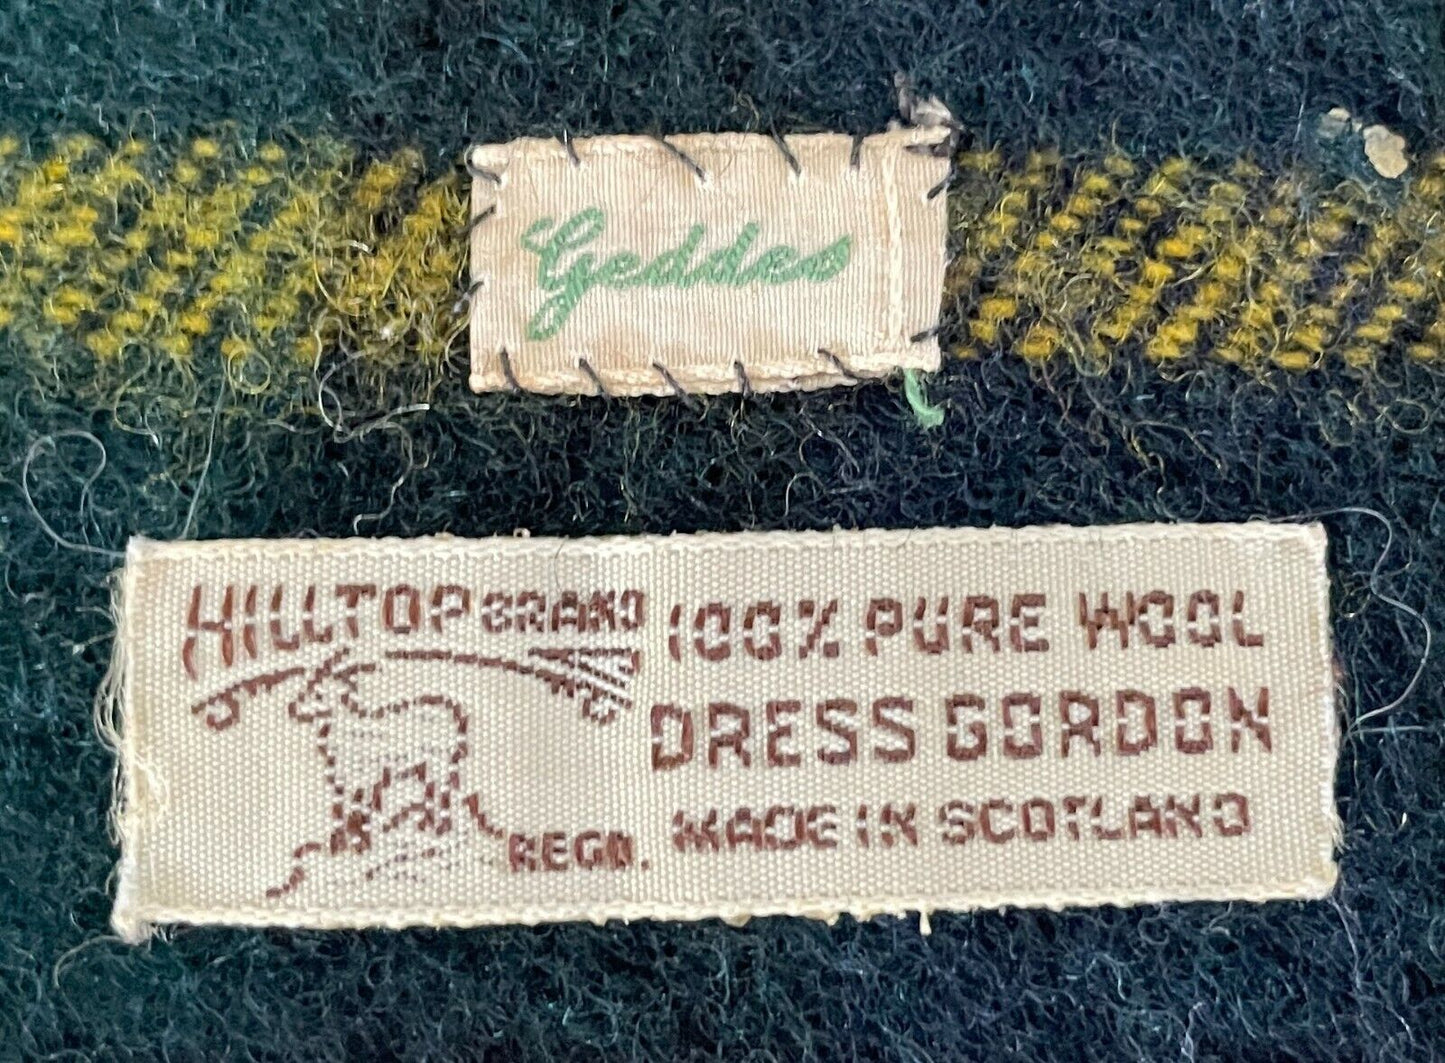 Geddes
HILLTOP BRAND
REGD.
100% PURE WOOL
DRESS GORDON
MADE IN SCOTLAND